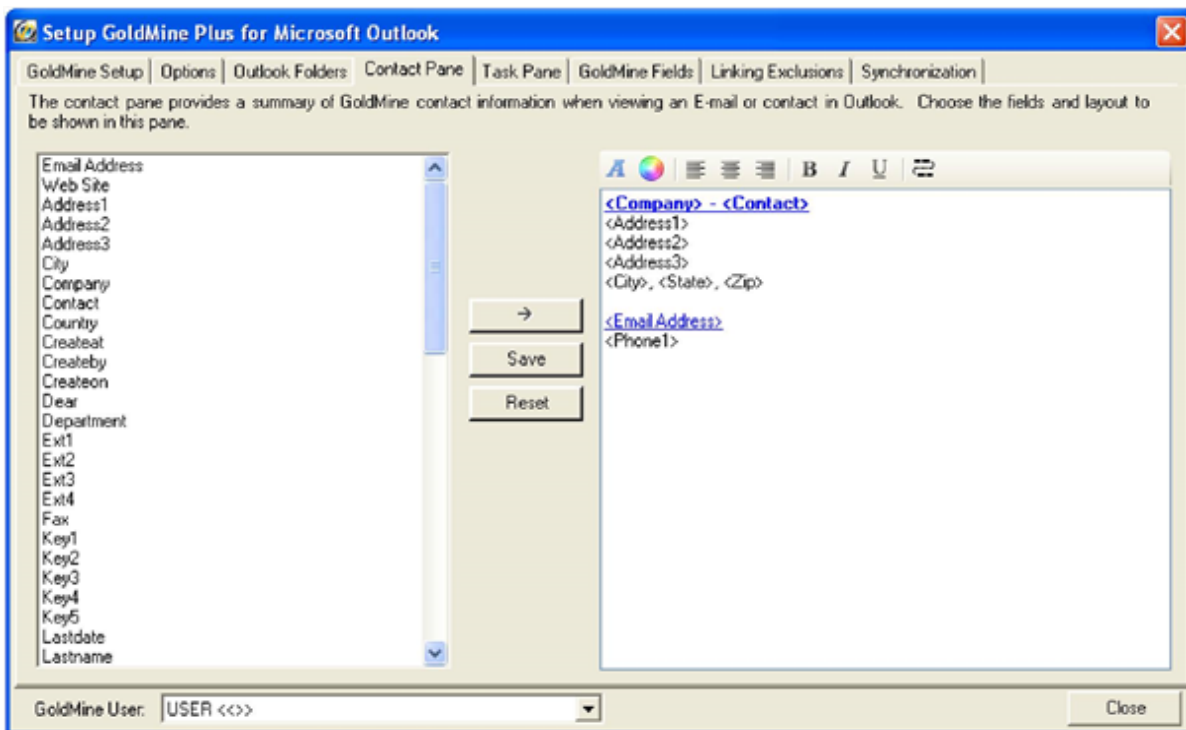 Setup GoldMine Plus for Microsoft Outlook
GoldMine Setup Options Outlook Folders Contact Pane Task Pane GoldMine Fields Linking Exclusions Synchronization
The contact pane provides a summary of GoldMine contact information when viewing an E-mail or contact in Outlook. Choose the fields and layout to
be shown in this pane.
Email Address
Web Site
Address1
Address2
Address3
City
Company
Contact
Country
Createat
Createby
Createon
Dear
Department
Ext1
Ext2
Ext3
Ext4
Fax
Key1
Key2
Key3
Key4
Key5
Lastdate
Lastname
→
Save
Reset
A B I U
<Company> - <Contact>
<Address1>
<Address2>
<Address3>
<City>, <State>, <Zip>
<Email Address>
<Phone1>
GoldMine User: USER <<>>
Close